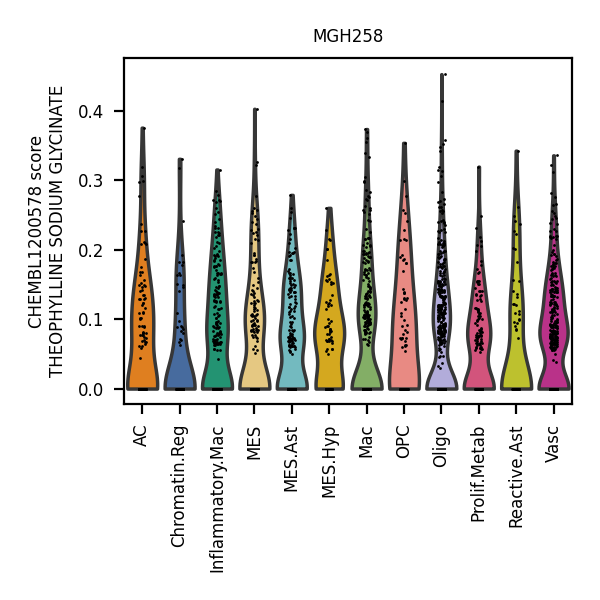 MGH258
CHEMBL1200578 score
THEOPHYLLINE SODIUM GLYCINATE
0.4
0.3
0.2
0.1
0.0
AC
Chromatin.Reg
Inflammatory.Mac
MES
MES.Ast
MES.Hyp
Mac
OPC
Oligo
Prolif.Metab
Reactive.Ast
Vasc